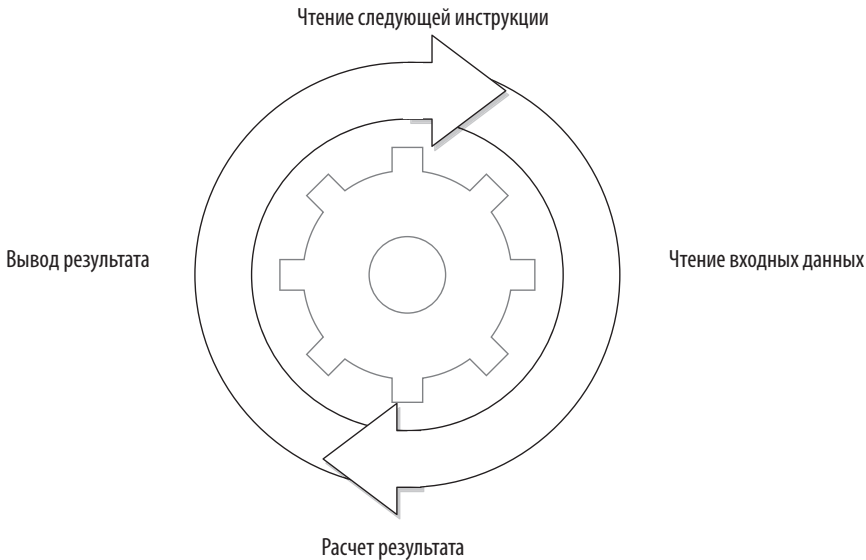 Чтение следующей инструкции
Вывод результата
Чтение входных данных
Расчет результата